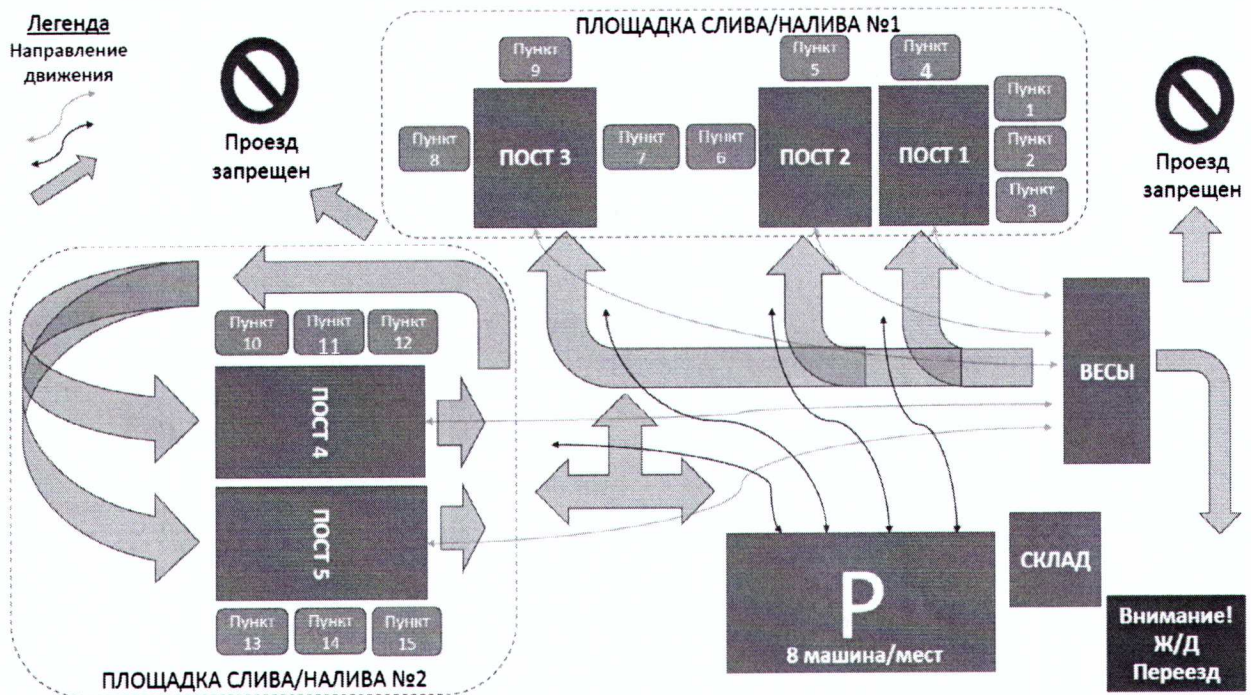 Легенда
Направление
движения
Проезд
запрещен
ПЛОЩАДКА СЛИВА/НАЛИВА №1
Пункт
9
Пункт
5
Пункт
4
Пункт
1
Пункт
8
ПОСТ 3
Пункт
7
Пункт
6
ПОСТ 2
ПОСТ 1
Пункт
2
Пункт
3
Проезд
запрещен
Пункт
10
Пункт
11
Пункт
12
ПОСТ 4
ПОСТ 5
Пункт
13
Пункт
14
Пункт
15
ПЛОЩАДКА СЛИВА/НАЛИВА №2
ВЕСЫ
P
8 машина/мест
СКЛАД
Внимание!
Ж/Д
Переезд